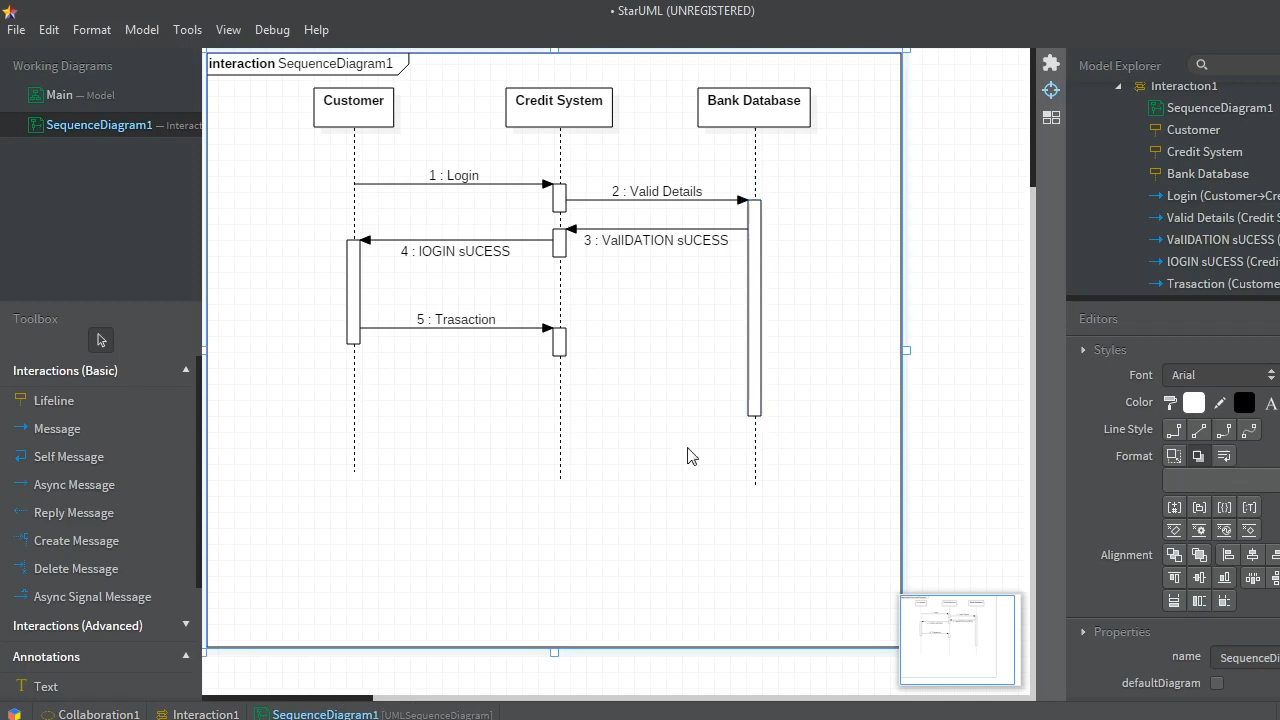 • StarUML (UNREGISTERED)
File Edit Format Model Tools View Debug Help
Working Diagrams
Main — Model
SequenceDiagram1 — Interact
Toolbox
Interactions (Basic)
Lifeline
Message
Self Message
Async Message
Reply Message
Create Message
Delete Message
Async Signal Message
Interactions (Advanced)
Annotations
Text
interaction SequenceDiagram1
Customer
Credit System
Bank Database
1 : Login
2 : Valid Details
3 : ValIDATION sUCESS
4 : lOGIN sUCESS
5 : Trasaction
Model Explorer
Interaction1
SequenceDiagram1
Customer
Credit System
Bank Database
Login (Customer→Cre
Valid Details (Credit S
ValIDATION sUCESS (
lOGIN sUCESS (Credit
Trasaction (Custome
Editors
Styles
Font Arial
Color
A
Line Style
Format
Alignment
Properties
name SequenceDi
defaultDiagram
Collaboration1 Interaction1 SequenceDiagram1 [UMLSequenceDiagram]